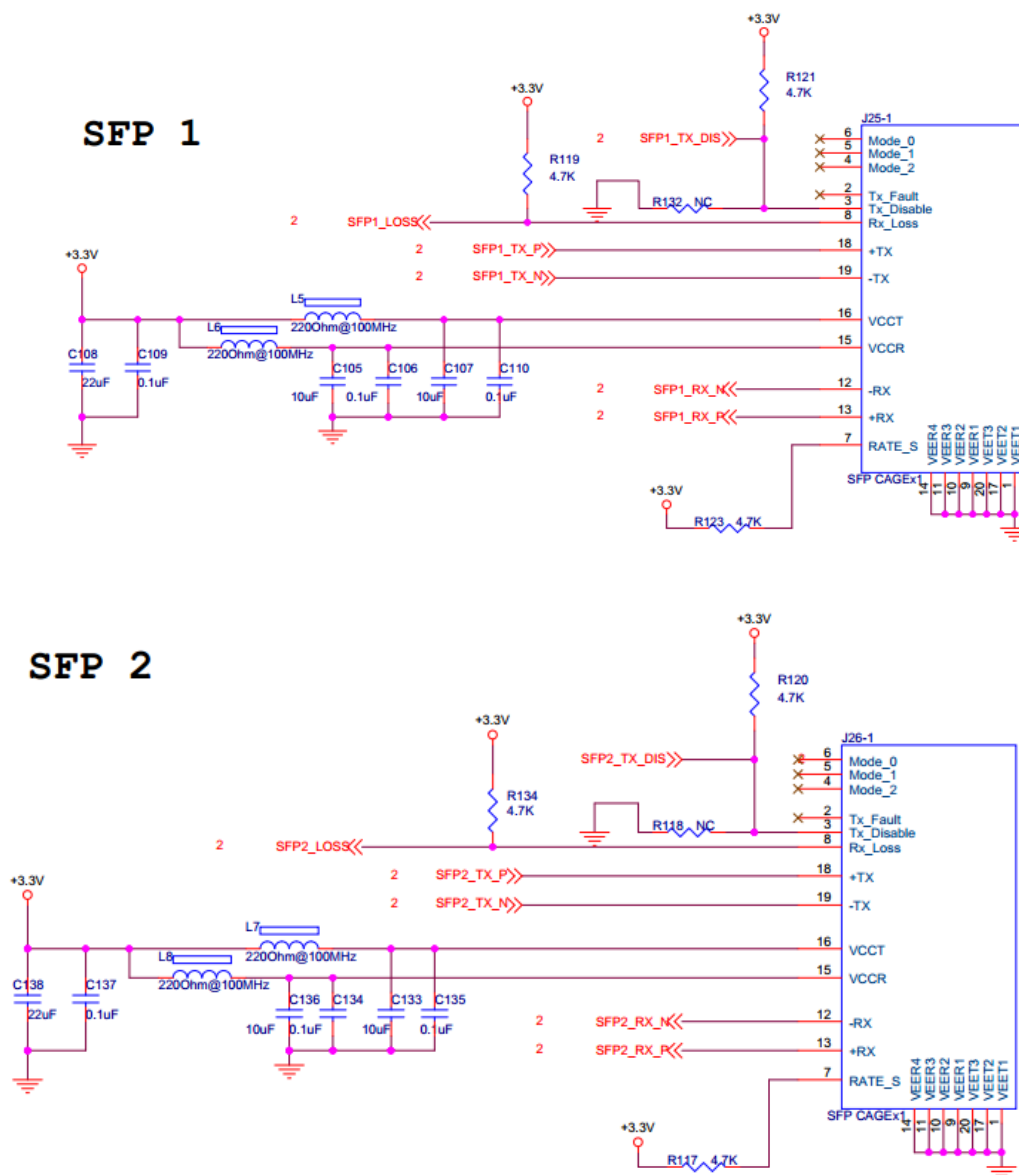 SFP 1
+3.3V
R121
4.7K
+3.3V
J25-1
2 SFP1_TX_DIS
6 Mode_0
5 Mode_1
4 Mode_2
R119
4.7K
2 Tx_Fault
R132 NC
3 Tx_Disable
2 SFP1_LOSS
8 Rx_Loss
2 SFP1_TX_P
18 +TX
+3.3V
2 SFP1_TX_N
19 -TX
L5
220Ohm@100MHz
16 VCCT
L6
220Ohm@100MHz
15 VCCR
C108
22uF
C109
0.1uF
C105
10uF
C106
0.1uF
C107
10uF
C110
0.1uF
2 SFP1_RX_N
12 -RX
2 SFP1_RX_P
13 +RX
7 RATE_S
VEER4
VEER3
VEER2
VEER1
VEET3
VEET2
VEET1
SFP CAGEx1
14
11
10
9
20
17
1
+3.3V
R123 4.7K
SFP 2
+3.3V
R120
4.7K
+3.3V
J26-1
SFP2_TX_DIS
6 Mode_0
5 Mode_1
4 Mode_2
R134
4.7K
2 Tx_Fault
R118 NC
3 Tx_Disable
2 SFP2_LOSS
8 Rx_Loss
2 SFP2_TX_P
18 +TX
+3.3V
2 SFP2_TX_N
19 -TX
L7
220Ohm@100MHz
16 VCCT
L8
220Ohm@100MHz
15 VCCR
C138
22uF
C137
0.1uF
C136
10uF
C134
0.1uF
C133
10uF
C135
0.1uF
2 SFP2_RX_N
12 -RX
2 SFP2_RX_P
13 +RX
7 RATE_S
VEER4
VEER3
VEER2
VEER1
VEET3
VEET2
VEET1
SFP CAGEx1
14
11
10
9
20
17
1
+3.3V
R117 4.7K